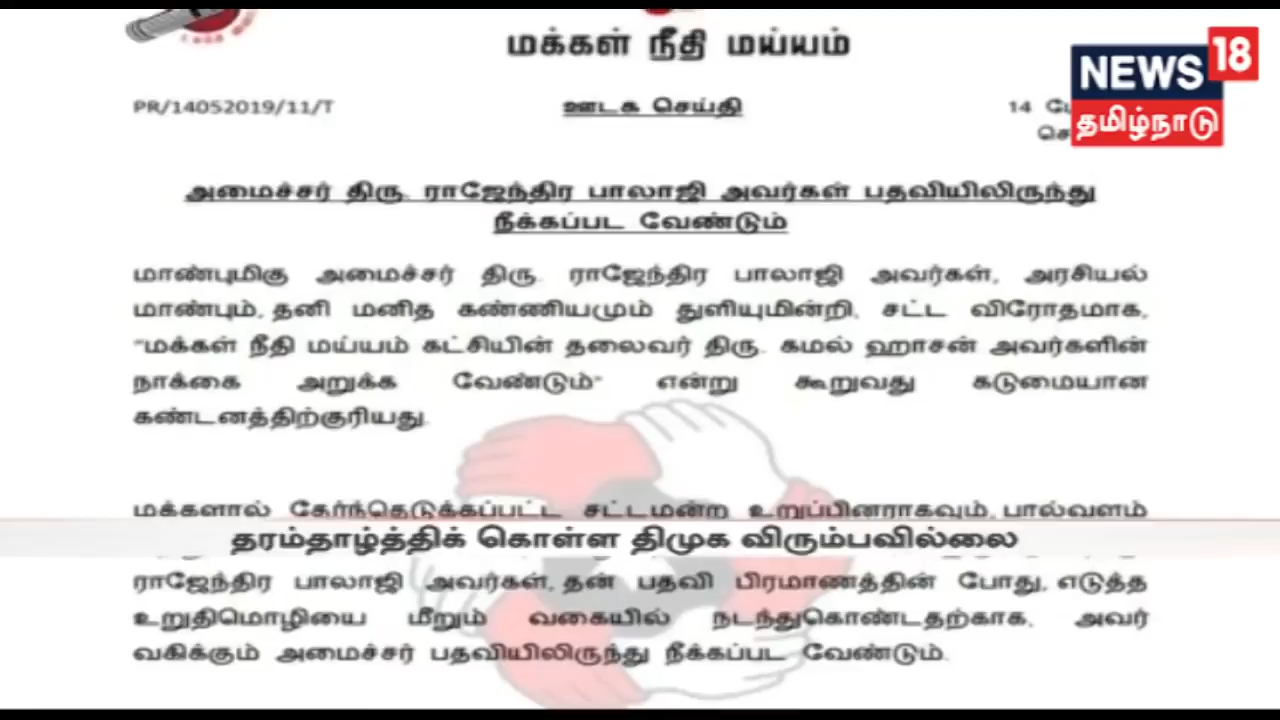 மக்கள் நீதி மய்யம்
NEWS 18
தமிழ்நாடு
PR/14052019/11/T ஊடக செய்தி 14
அமைச்சர் திரு. ராஜேந்திர பாலாஜி அவர்கள் பதவியிலிருந்து
நீக்கப்பட வேண்டும்
மாண்புமிகு அமைச்சர் திரு. ராஜேந்திர பாலாஜி அவர்கள், அரசியல்
மாண்பும், தனி மனித கண்ணியமும் துளியுமின்றி, சட்ட விரோதமாக,
"மக்கள் நீதி மய்யம் கட்சியின் தலைவர் திரு. கமல் ஹாசன் அவர்களின்
நாக்கை அறுக்க வேண்டும்" என்று கூறுவது கடுமையான
கண்டனத்திற்குரியது.
மக்களால் தேர்ந்தெடுக்கப்பட்ட சட்டமன்ற உறுப்பினராகவும், பால்வளம்
தரம்தாழ்த்திக் கொள்ள திமுக விரும்பவில்லை
ராஜேந்திர பாலாஜி அவர்கள், தன் பதவி பிரமாணத்தின் போது, எடுத்த
உறுதிமொழியை மீறும் வகையில் நடந்துகொண்டதற்காக, அவர்
வகிக்கும் அமைச்சர் பதவியிலிருந்து நீக்கப்பட வேண்டும்.